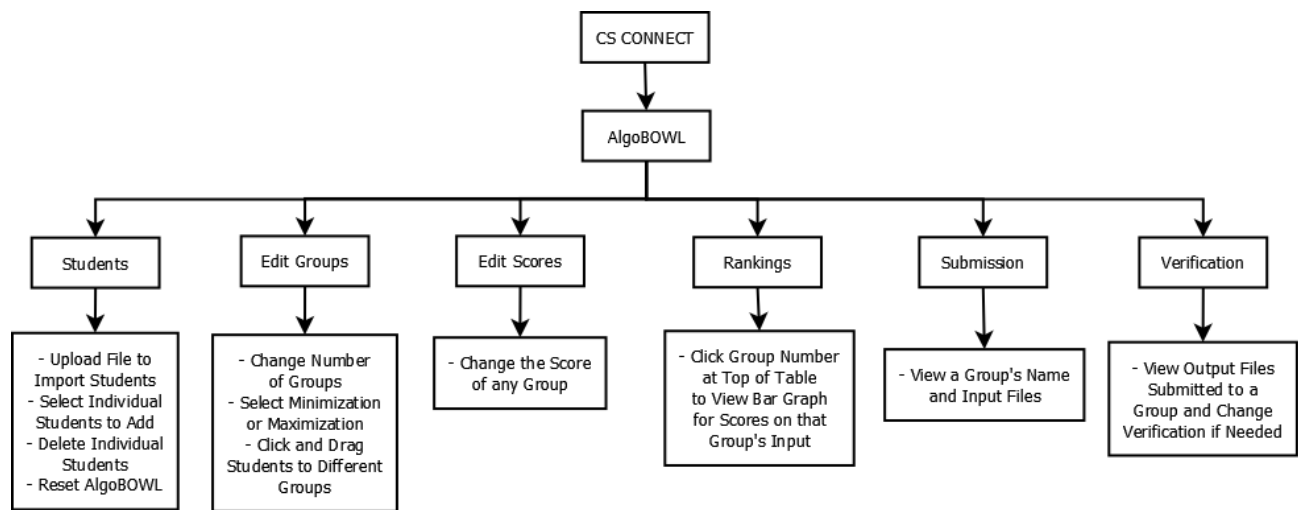 CS CONNECT
AlgoBOWL
Students
Edit Groups
Edit Scores
Rankings
Submission
Verification
- Upload File to
Import Students
- Select Individual
Students to Add
- Delete Individual
Students
- Reset AlgoBOWL
- Change Number
of Groups
- Select Minimization
or Maximization
- Click and Drag
Students to Different
Groups
- Change the Score
of any Group
- Click Group Number
at Top of Table
to View Bar Graph
for Scores on that
Group's Input
- View a Group's Name
and Input Files
- View Output Files
Submitted to a
Group and Change
Verification if Needed